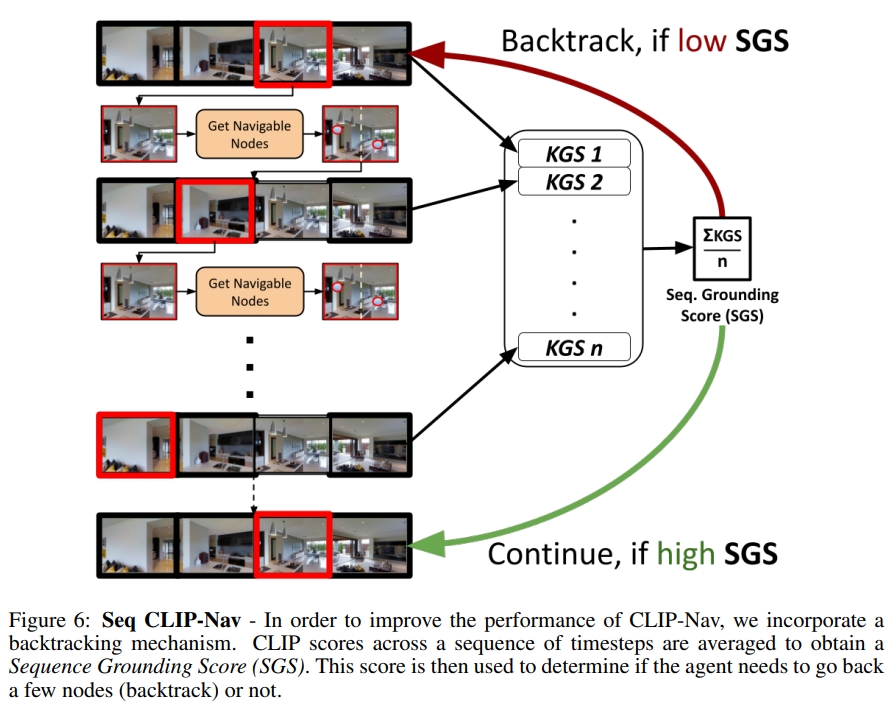 Backtrack, if low SGS
Get Navigable
Nodes
KGS 1
KGS 2
ΣKGS
n
Get Navigable
Nodes
Seq. Grounding
Score (SGS)
KGS n
Continue, if high SGS
Figure 6: Seq CLIP-Nav - In order to improve the performance of CLIP-Nav, we incorporate a
backtracking mechanism. CLIP scores across a sequence of timesteps are averaged to obtain a
Sequence Grounding Score (SGS). This score is then used to determine if the agent needs to go back
a few nodes (backtrack) or not.